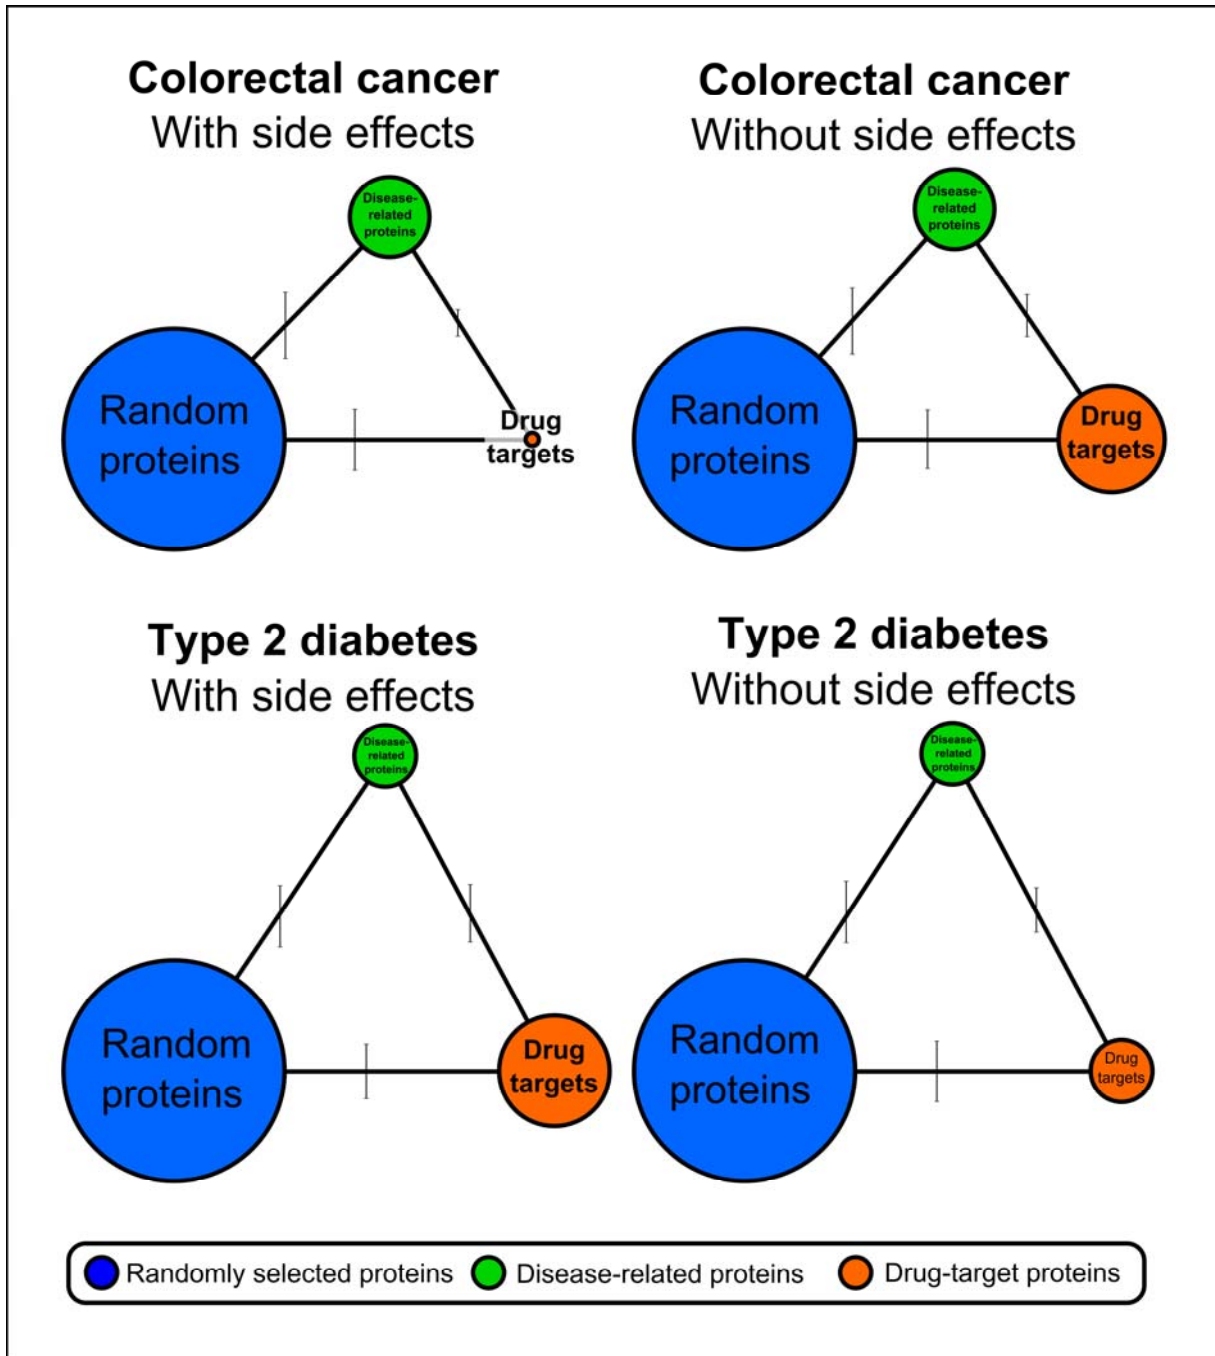 Colorectal cancer
With side effects
Disease-
related
proteins
Random
proteins
Drug
targets
Colorectal cancer
Without side effects
Disease-
related
proteins
Random
proteins
Drug
targets
Type 2 diabetes
With side effects
Disease-
related
proteins
Random
proteins
Drug
targets
Type 2 diabetes
Without side effects
Disease-
related
proteins
Random
proteins
Drug
targets
Randomly selected proteins
Disease-related proteins
Drug-target proteins